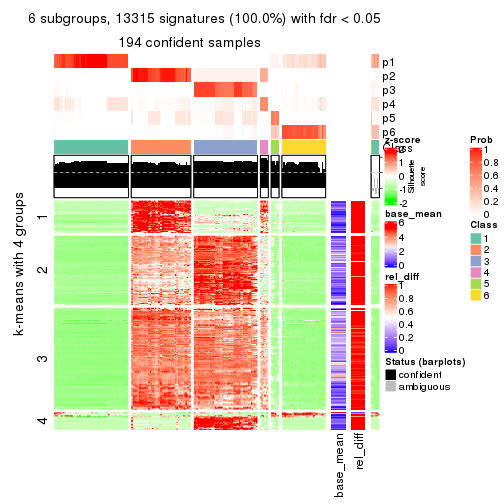 6 subgroups, 13315 signatures (100.0%) with fdr < 0.05
194 confident samples
p1
p2
p3
p4
p5
p6
Class
Silhouette
score
k-means with 4 groups
1
2
3
4
base_mean
rel_diff
z-score
2
1
0
-1
-2
base_mean
6
4
2
0
rel_diff
1
0.8
0.6
0.4
0.2
0
Status (barplots)
confident
ambiguous
Prob
1
0.8
0.6
0.4
0.2
0
Class
1
2
3
4
5
6